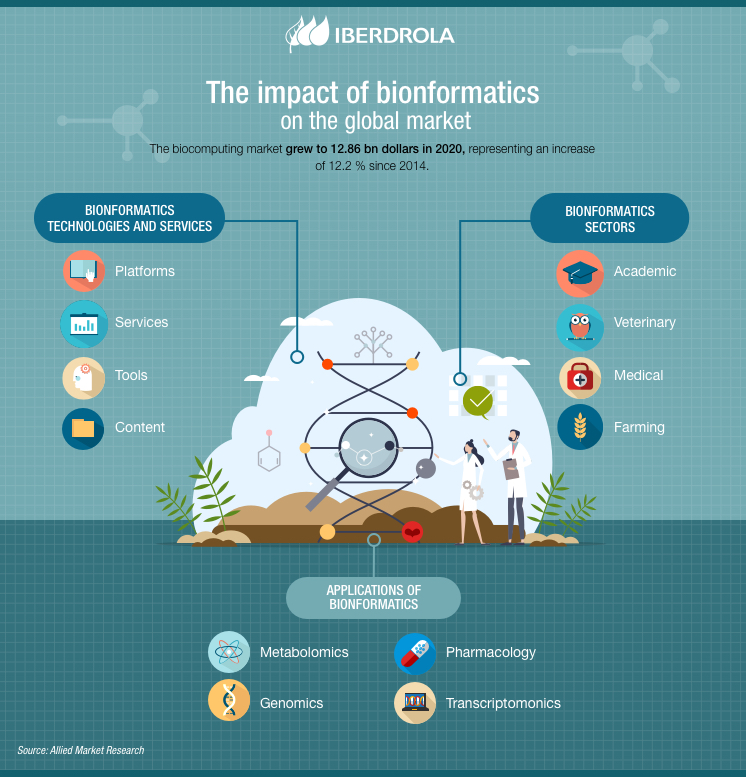 IBERDROLA
The impact of bionformatics
on the global market
The biocomputing market grew to 12.86 bn dollars in 2020, representing an increase
of 12.2 % since 2014.
BIONFORMATICS
TECHNOLOGIES AND SERVICES
Platforms
Services
Tools
Content
BIONFORMATICS
SECTORS
Academic
Veterinary
Medical
Farming
APPLICATIONS OF
BIONFORMATICS
Metabolomics
Pharmacology
Genomics
Transcriptomonics
Source: Allied Market Research